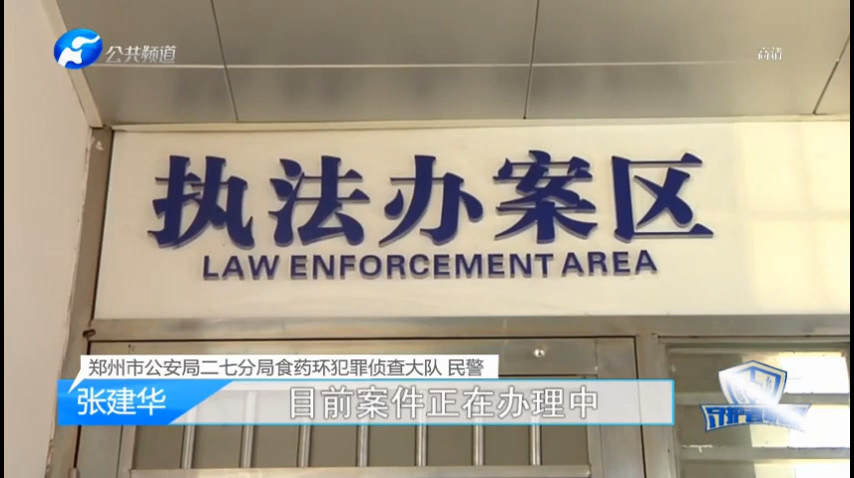 公共频道
高清
执法办案区
LAW ENFORCEMENT AREA
郑州市公安局二七分局食药环犯罪侦查大队 民警
张建华
目前案件正在办理中